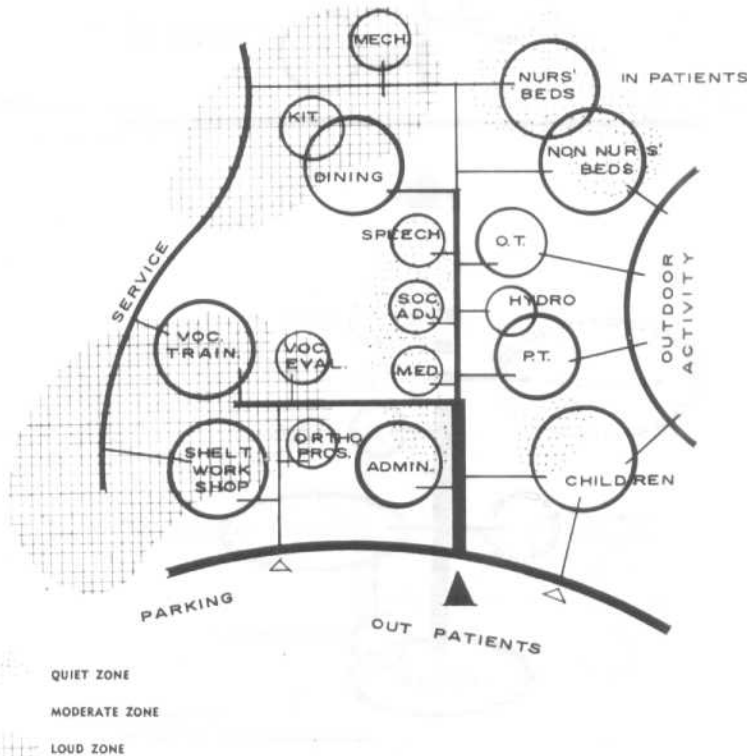 MECH.
NURS'
BEDS
IN PATIENTS
KIT.
NON NURS'
BEDS
DINING
SPEECH
O.T.
SERVICE
OUTDOOR
ACTIVITY
SOC.
ADJ.
HYDRO
VOC.
TRAIN.
VOC.
EVAL.
MED.
P.T.
SHELT.
WORK
SHOP
ORTHO
PROS.
ADMIN.
CHILDREN
PARKING
OUT PATIENTS
QUIET ZONE
MODERATE ZONE
LOUD ZONE